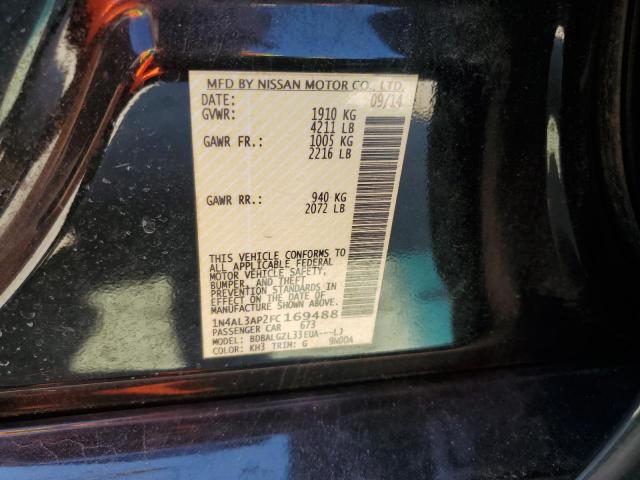 MFD BY NISSAN MOTOR CO., LTD.
DATE: 09/14
GVWR: 1910 KG
4211 LB
GAWR FR.: 1005 KG
2216 LB
GAWR RR.: 940 KG
2072 LB
THIS VEHICLE CONFORMS TO
ALL APPLICABLE FEDERAL
MOTOR VEHICLE SAFETY,
BUMPER, AND THEFT
PREVENTION STANDARDS IN
EFFECT ON THE DATE OF
MANUFACTURE SHOWN ABOVE.
1N4AL3AP2FC169488
PASSENGER CAR 673
MODEL: BDBALGZL33EUA----LJ
COLOR: KH3 TRIM: G 9N00A